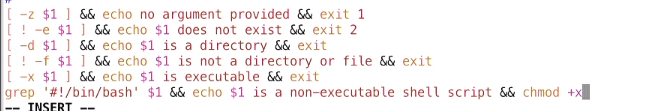 #
[ -z $1 ] && echo no argument provided && exit 1
[ ! -e $1 ] && echo $1 does not exist && exit 2
[ -d $1 ] && echo $1 is a directory && exit
[ ! -f $1 ] && echo $1 is not a directory or file && exit
[ -x $1 ] && echo $1 is executable && exit
grep '#!/bin/bash' $1 && echo $1 is a non-executable shell script && chmod +x
-- INSERT --